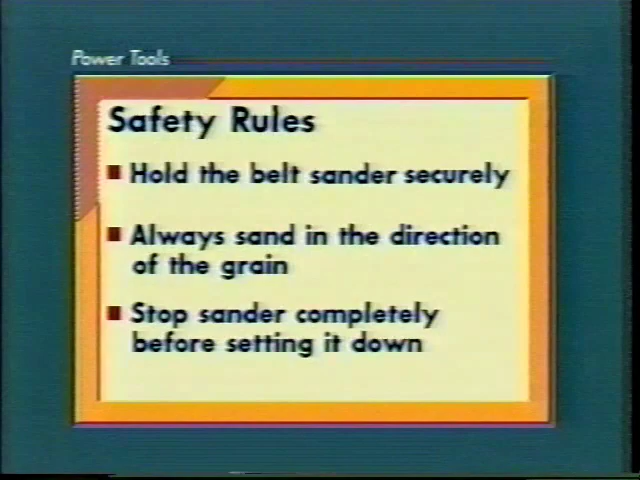 Power Tools
Safety Rules
Hold the belt sander securely
Always sand in the direction
of the grain
Stop sander completely
before setting it down